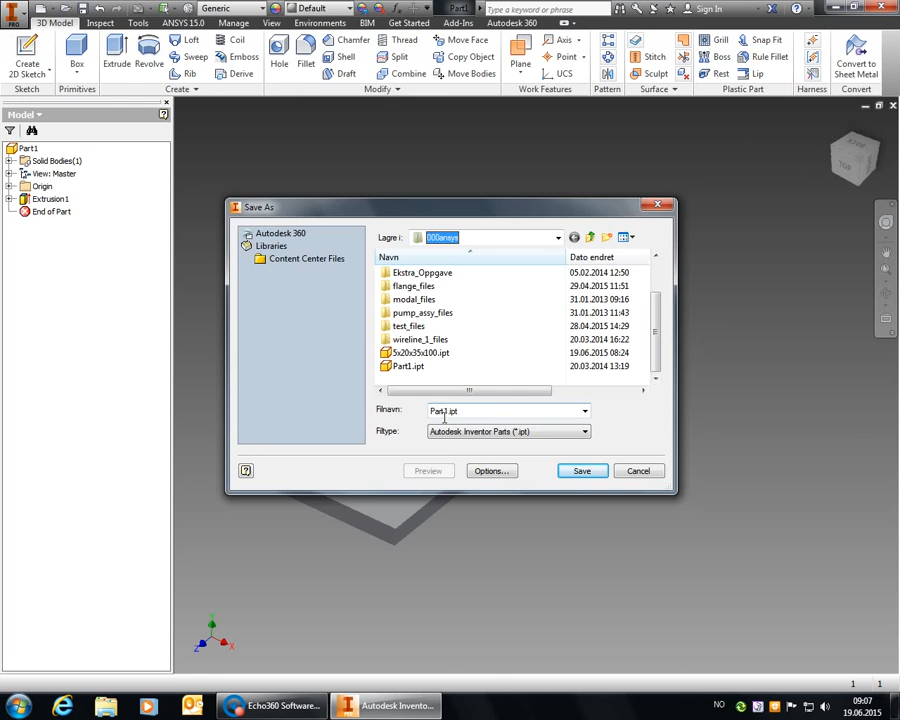 Generic
Default
Part1
Type a keyword or phrase
Sign In
PRO
3D Model
Inspect
Tools
ANSYS 15.0
Manage
View
Environments
BIM
Get Started
Add-Ins
Autodesk 360
Create
2D Sketch
Box
Extrude
Revolve
Loft
Sweep
Rib
Coil
Emboss
Derive
Hole
Fillet
Chamfer
Shell
Draft
Thread
Split
Combine
Move Face
Copy Object
Move Bodies
Plane
Axis
Point
UCS
Stitch
Sculpt
Grill
Boss
Rest
Snap Fit
Rule Fillet
Lip
Convert to
Sheet Metal
Sketch
Primitives
Create
Modify
Work Features
Pattern
Surface
Plastic Part
Harness
Convert
Model
Part1
Solid Bodies(1)
View: Master
Origin
Extrusion1
End of Part
BACK
TOP
Save As
Autodesk 360
Libraries
Content Center Files
Lagre i:
000ansys
Navn
Dato endret
Ekstra_Oppgave 05.02.2014 12:50
flange_files 29.04.2015 11:51
modal_files 31.01.2013 09:16
pump_assy_files 31.01.2013 11:43
test_files 28.04.2015 14:29
wireline_1_files 20.03.2014 16:22
5x20x35x100.ipt 19.06.2015 08:24
Part1.ipt 20.03.2014 13:19
Filnavn:
Part1.ipt
Filtype:
Autodesk Inventor Parts (*.ipt)
Preview
Options...
Save
Cancel
Y
Z
X
1 1
Echo360 Software...
Autodesk Invento...
NO
09:07
19.06.2015